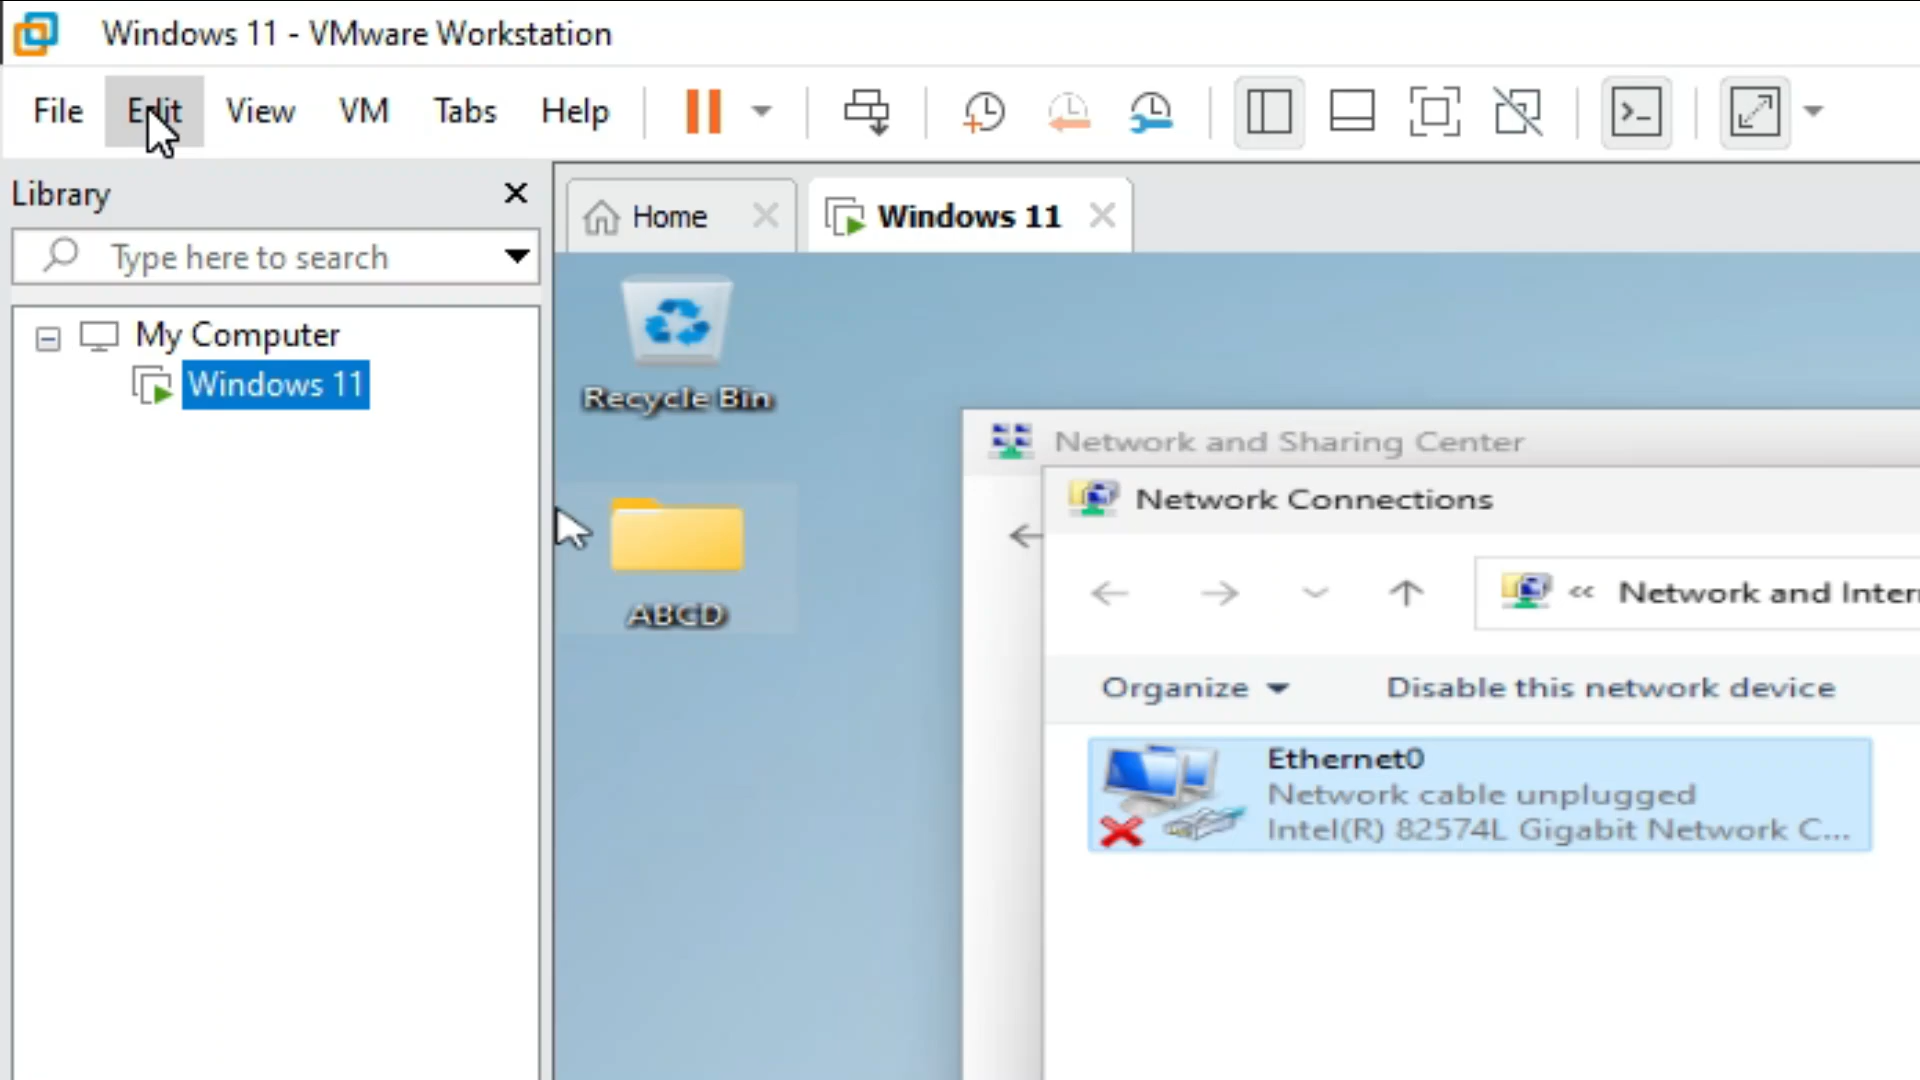 Windows 11 - VMware Workstation
File Edit View VM Tabs Help
Library
Type here to search
Home
Windows 11
My Computer
Windows 11
Recycle Bin
ABCD
Network and Sharing Center
Network Connections
« Network and Inter
Organize Disable this network device
Ethernet0
Network cable unplugged
Intel(R) 82574L Gigabit Network C...